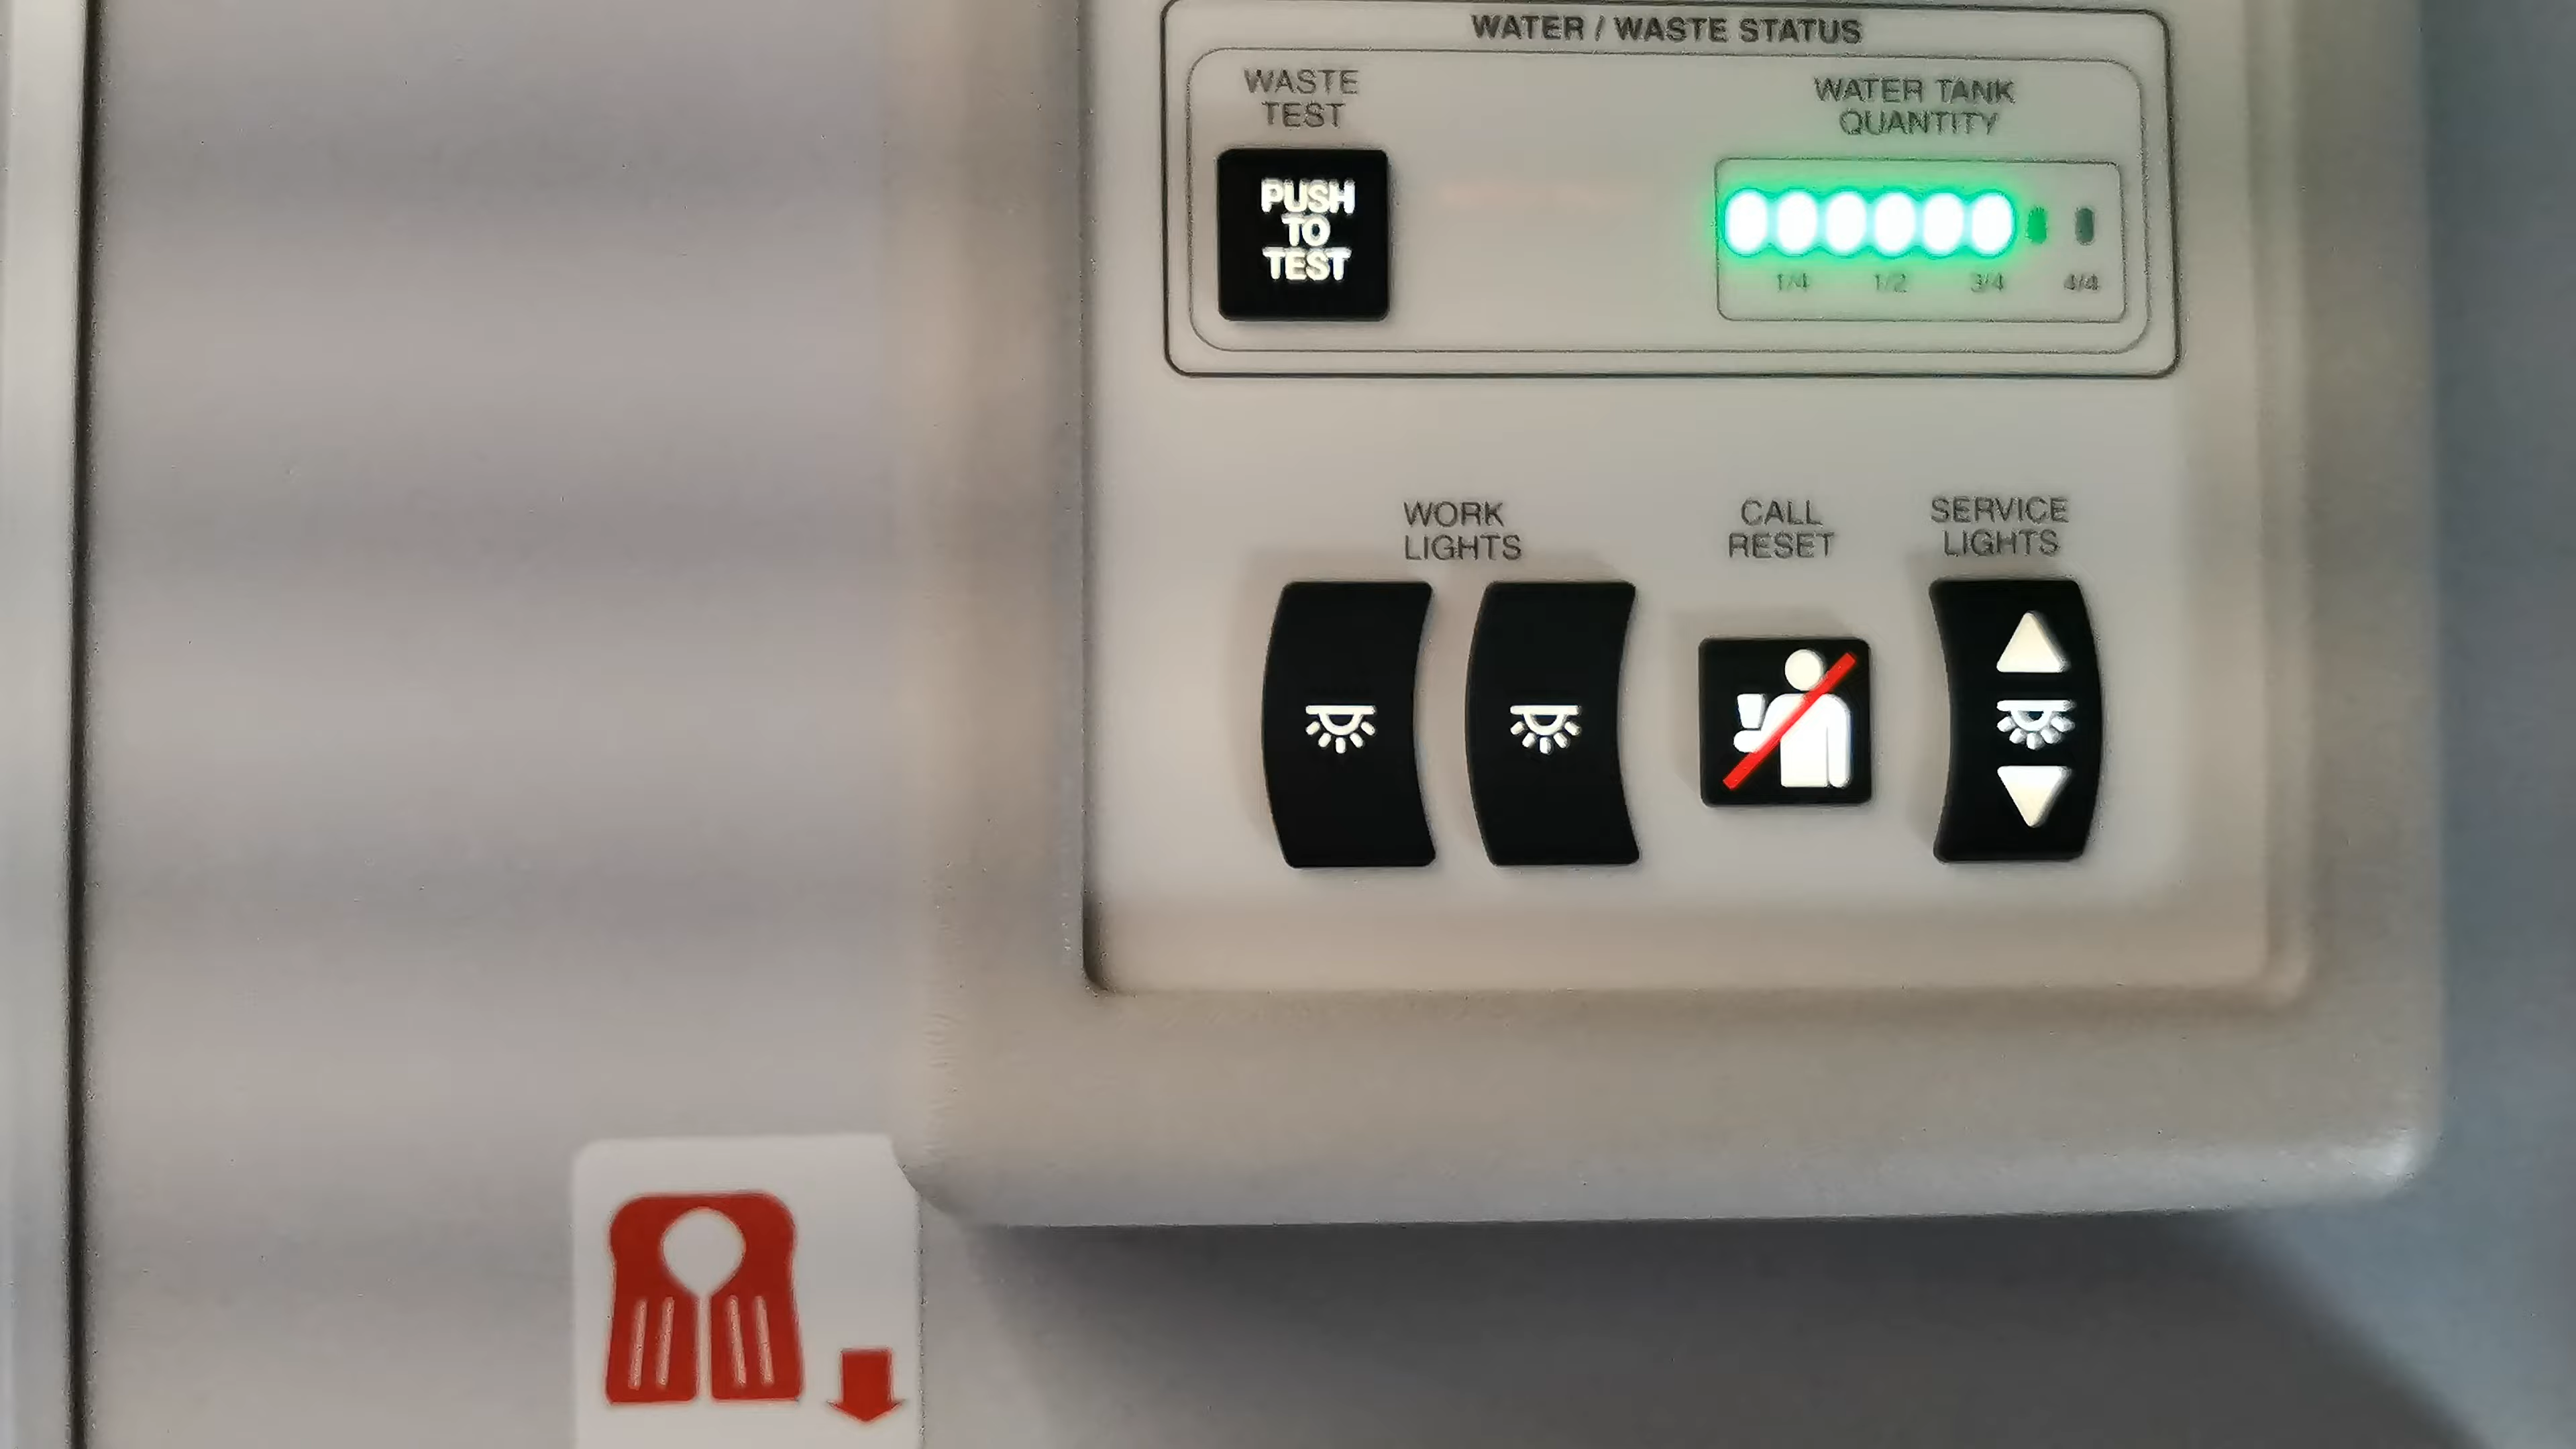 WATER / WASTE STATUS
WASTE
TEST
WATER TANK
QUANTITY
PUSH
TO
TEST
1/4 1/2 3/4 4/4
WORK
LIGHTS
CALL
RESET
SERVICE
LIGHTS